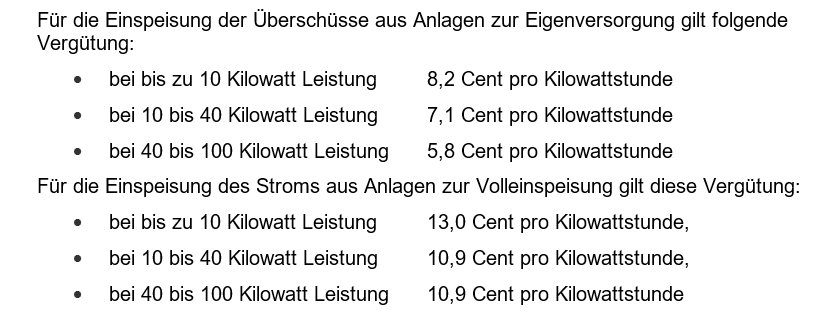 Für die Einspeisung der Überschüsse aus Anlagen zur Eigenversorgung gilt folgende
Vergütung:
• bei bis zu 10 Kilowatt Leistung 8,2 Cent pro Kilowattstunde
• bei 10 bis 40 Kilowatt Leistung 7,1 Cent pro Kilowattstunde
• bei 40 bis 100 Kilowatt Leistung 5,8 Cent pro Kilowattstunde
Für die Einspeisung des Stroms aus Anlagen zur Volleinspeisung gilt diese Vergütung:
• bei bis zu 10 Kilowatt Leistung 13,0 Cent pro Kilowattstunde,
• bei 10 bis 40 Kilowatt Leistung 10,9 Cent pro Kilowattstunde,
• bei 40 bis 100 Kilowatt Leistung 10,9 Cent pro Kilowattstunde